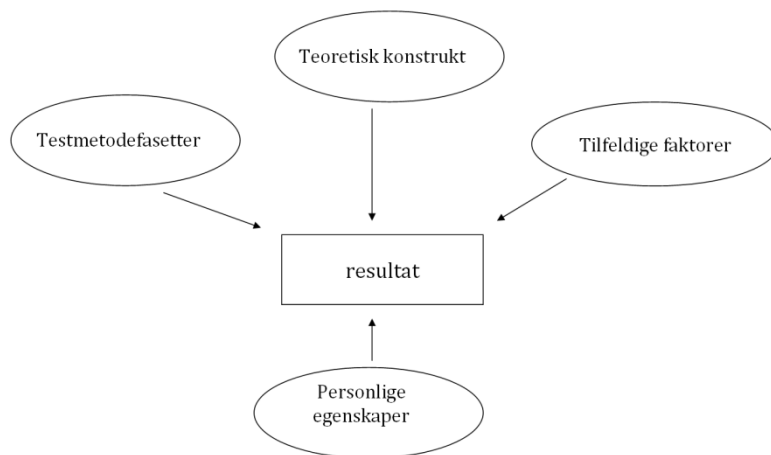 Teoretisk konstrukt
Testmetodefasetter
Tilfeldige faktorer
resultat
Personlige
egenskaper